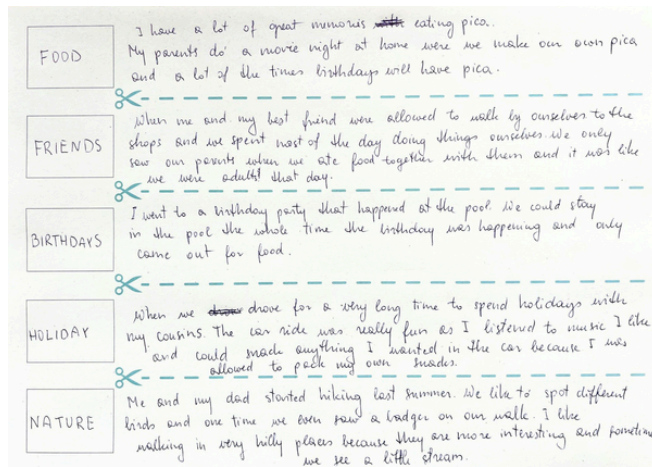 FOOD
I have a lot of great memoris eating pica.
My parents do a movie night at home were we make our own pica
and a lot of the times birthdays will have pica.
FRIENDS
When me and my best friend were allowed to walk by ourselves to the
shops and we spent most of the day doing things ourselves. We only
saw our parents when we ate food together with them and it was like
we were adults that day.
BIRTHDAYS
I went to a birthday party that happened at the pool. We could stay
in the pool the whole time the birthday was happening and only
came out for food.
HOLIDAY
When we drove for a very long time to spend holidays with
my cousins. The car ride was really fun as I listened to music I like
and could snack anything I wanted in the car because I was
allowed to pack my own snacks.
NATURE
Me and my dad started hiking last summer. We like to spot different
birds and one time we even saw a badger on our walk. I like
walking in very hilly places because they are more interesting and sometimes
we see a little stream.